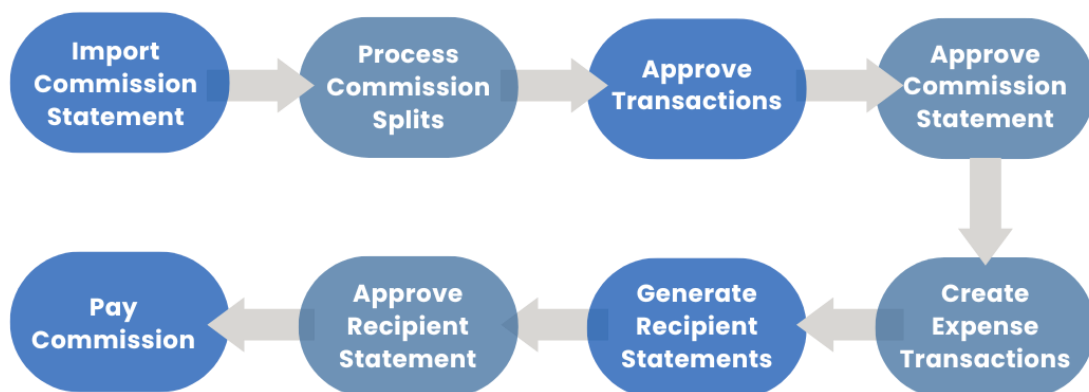 Import
Commission
Statement
Process
Commission
Splits
Approve
Transactions
Approve
Commission
Statement
Create
Expense
Transactions
Generate
Recipient
Statements
Approve
Recipient
Statement
Pay
Commission